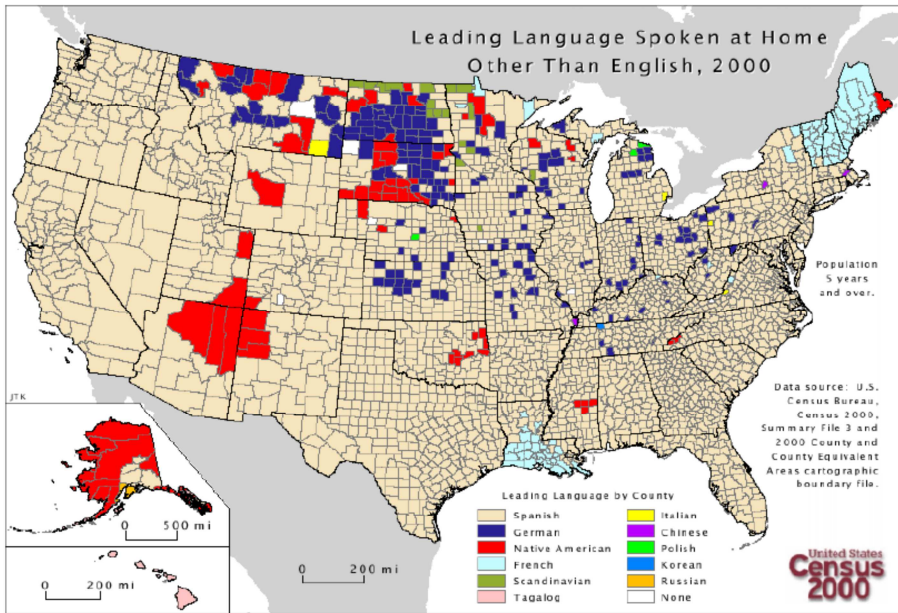 Leading Language Spoken at Home
Other Than English, 2000
Population
5 years
and over.
Data source: U.S.
Census Bureau,
Census 2000,
Summary File 3 and
2000 County and
County Equivalent
Areas cartographic
boundary file.
JTK
0 500 mi
0 200 mi
0 200 mi
Leading Language by County
Spanish
German
Native American
French
Scandinavian
Tagalog
Italian
Chinese
Polish
Korean
Russian
None
United States
Census
2000